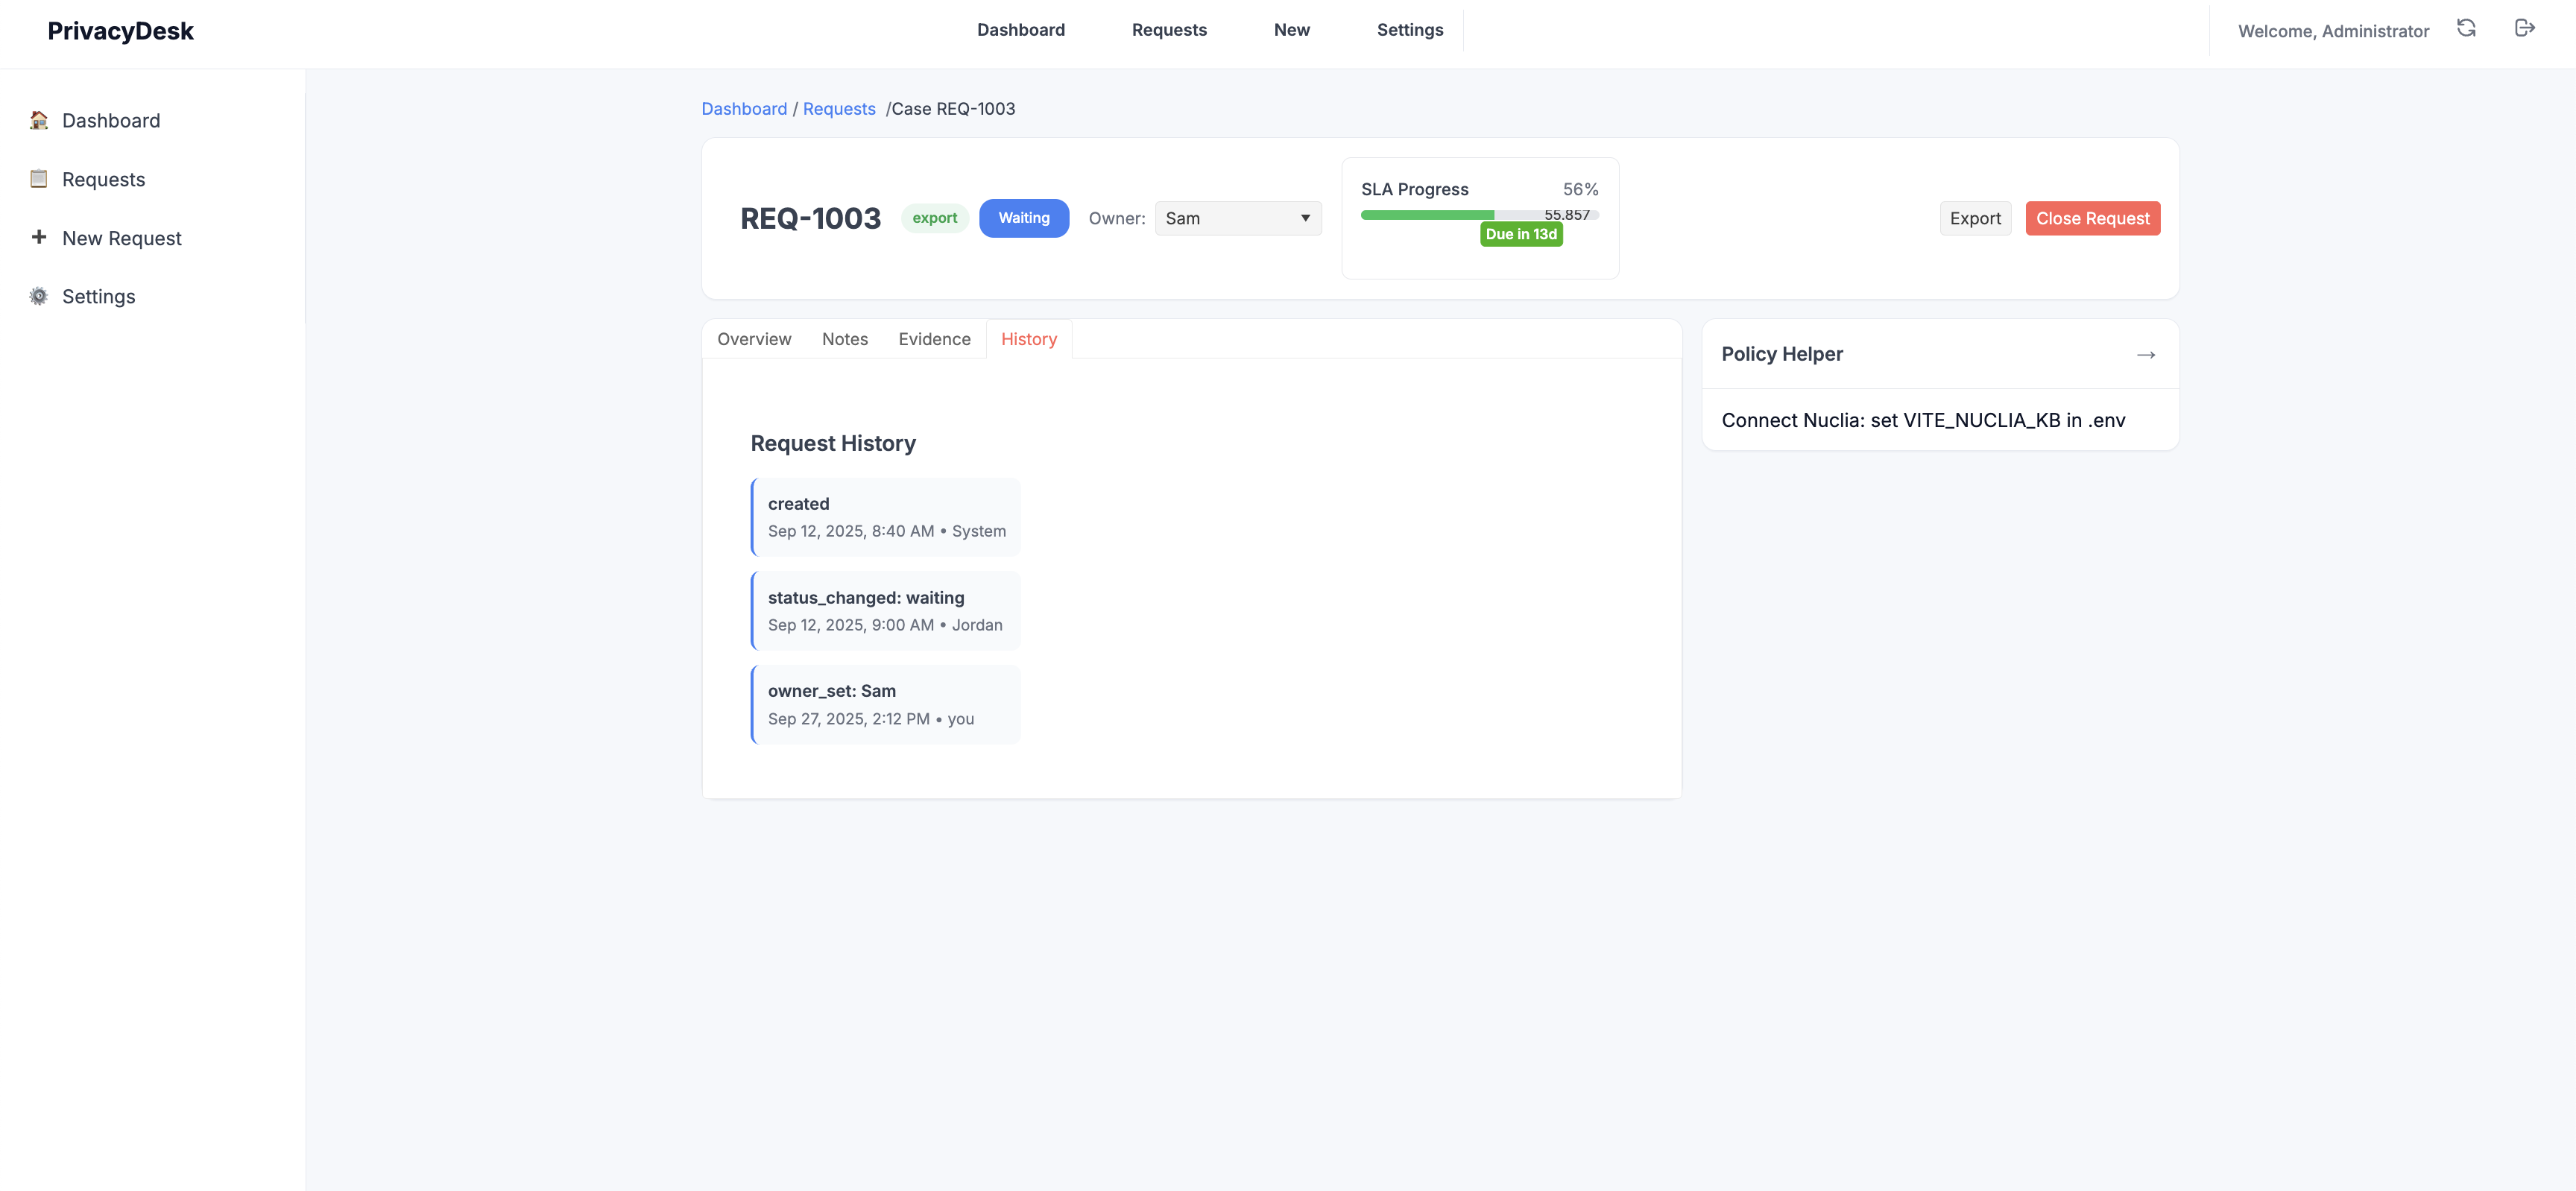 PrivacyDesk
Dashboard Requests New Settings
Welcome, Administrator
Dashboard
Requests
New Request
Settings
Dashboard / Requests /Case REQ-1003
REQ-1003
export
Waiting
Owner: Sam
SLA Progress 56%
55.857
Due in 13d
Export
Close Request
Overview Notes Evidence History
Request History
created
Sep 12, 2025, 8:40 AM • System
status_changed: waiting
Sep 12, 2025, 9:00 AM • Jordan
owner_set: Sam
Sep 27, 2025, 2:12 PM • you
Policy Helper →
Connect Nuclia: set VITE_NUCLIA_KB in .env